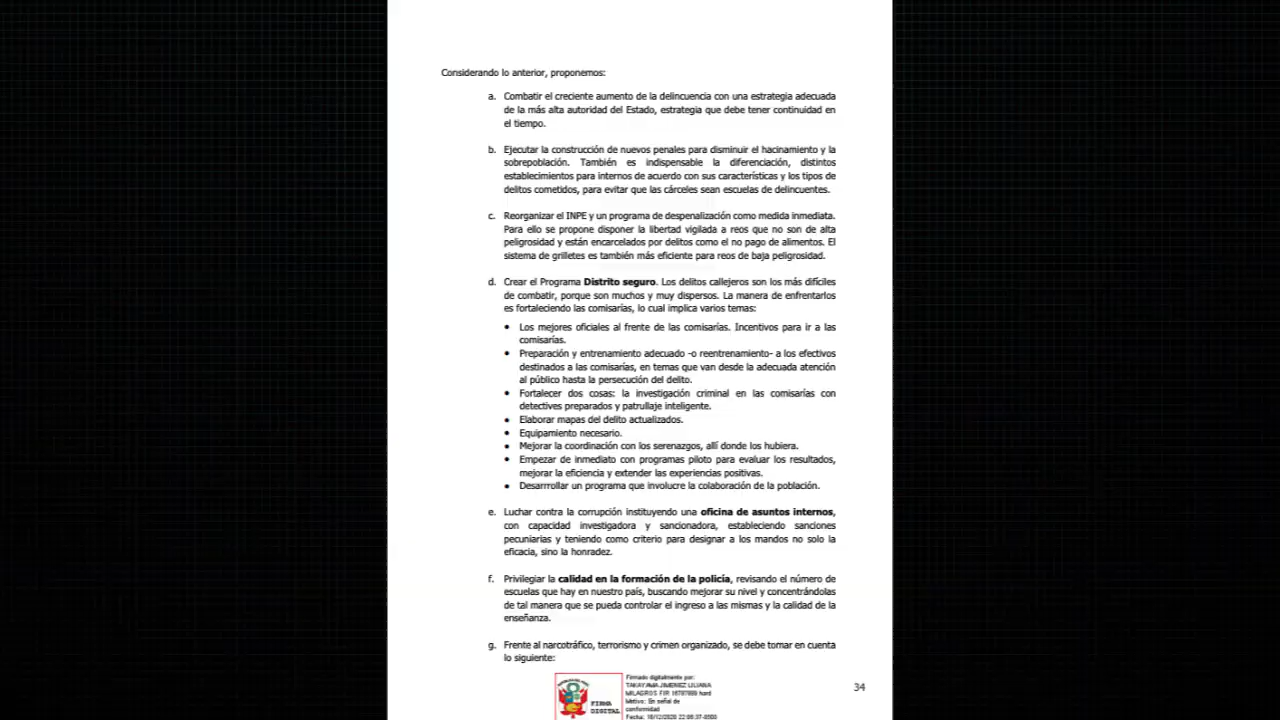 Considerando lo anterior, proponemos:
a. Combatir el creciente aumento de la delincuencia con una estrategia adecuada
de la más alta autoridad del Estado, estrategia que debe tener continuidad en
el tiempo.
b. Ejecutar la construcción de nuevos penales para disminuir el hacinamiento y la
sobrepoblación. También es indispensable la diferenciación, distintos
establecimientos para internos de acuerdo con sus características y los tipos de
delitos cometidos, para evitar que las cárceles sean escuelas de delincuentes.
c. Reorganizar el INPE y un programa de despenalización como medida inmediata.
Para ello se propone disponer la libertad vigilada a reos que no son de alta
peligrosidad y están encarcelados por delitos como el no pago de alimentos. El
sistema de grilletes es también más eficiente para reos de baja peligrosidad.
d. Crear el Programa Distrito seguro. Los delitos callejeros son los más difíciles
de combatir, porque son muchos y muy dispersos. La manera de enfrentarlos
es fortaleciendo las comisarías, lo cual implica varios temas:
• Los mejores oficiales al frente de las comisarías. Incentivos para ir a las
comisarías.
• Preparación y entrenamiento adecuado -o reentrenamiento- a los efectivos
destinados a las comisarías, en temas que van desde la adecuada atención
al público hasta la persecución del delito.
• Fortalecer dos cosas: la investigación criminal en las comisarías con
detectives preparados y patrullaje inteligente.
• Elaborar mapas del delito actualizados.
• Equipamiento necesario.
• Mejorar la coordinación con los serenazgos, allí donde los hubiera.
• Empezar de inmediato con programas piloto para evaluar los resultados,
mejorar la eficiencia y extender las experiencias positivas.
• Desarrrollar un programa que involucre la colaboración de la población.
e. Luchar contra la corrupción instituyendo una oficina de asuntos internos,
con capacidad investigadora y sancionadora, estableciendo sanciones
pecuniarias y teniendo como criterio para designar a los mandos no solo la
eficacia, sino la honradez.
f. Privilegiar la calidad en la formación de la policía, revisando el número de
escuelas que hay en nuestro país, buscando mejorar su nivel y concentrándolas
de tal manera que se pueda controlar el ingreso a las mismas y la calidad de la
enseñanza.
g. Frente al narcotráfico, terrorismo y crimen organizado, se debe tomar en cuenta
lo siguiente:
FIRMA
DIGITAL
Firmado digitalmente por:
TAKAYAMA JIMENEZ LILIANA
MILAGROS FIR hard
Motivo: En señal de
conformidad
Fecha:
34